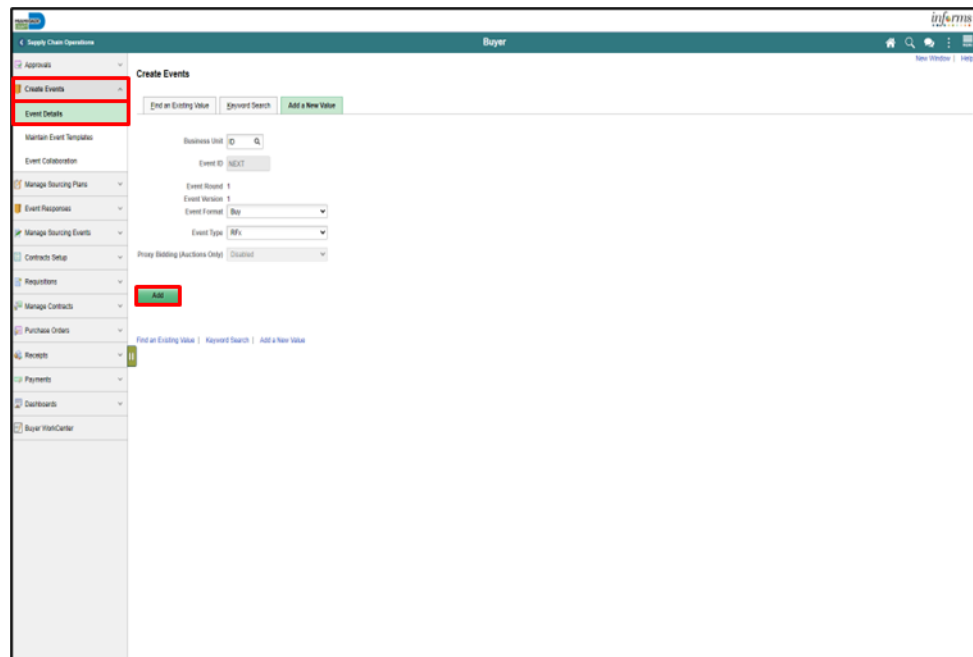 MIAMI-DADE
COUNTY
informs
Supply Chain Operations
Buyer
New Window | Help
Approvals
Create Events
Event Details
Maintain Event Templates
Event Collaboration
Manage Sourcing Plans
Event Responses
Manage Sourcing Events
Contracts Setup
Requisitions
Manage Contracts
Purchase Orders
Receipts
Payments
Dashboards
Buyer WorkCenter
Create Events
Find an Existing Value
Keyword Search
Add a New Value
Business Unit ID
Event ID NEXT
Event Round 1
Event Version 1
Event Format Buy
Event Type RFx
Proxy Bidding (Auctions Only) Disabled
Add
Find an Existing Value | Keyword Search | Add a New Value